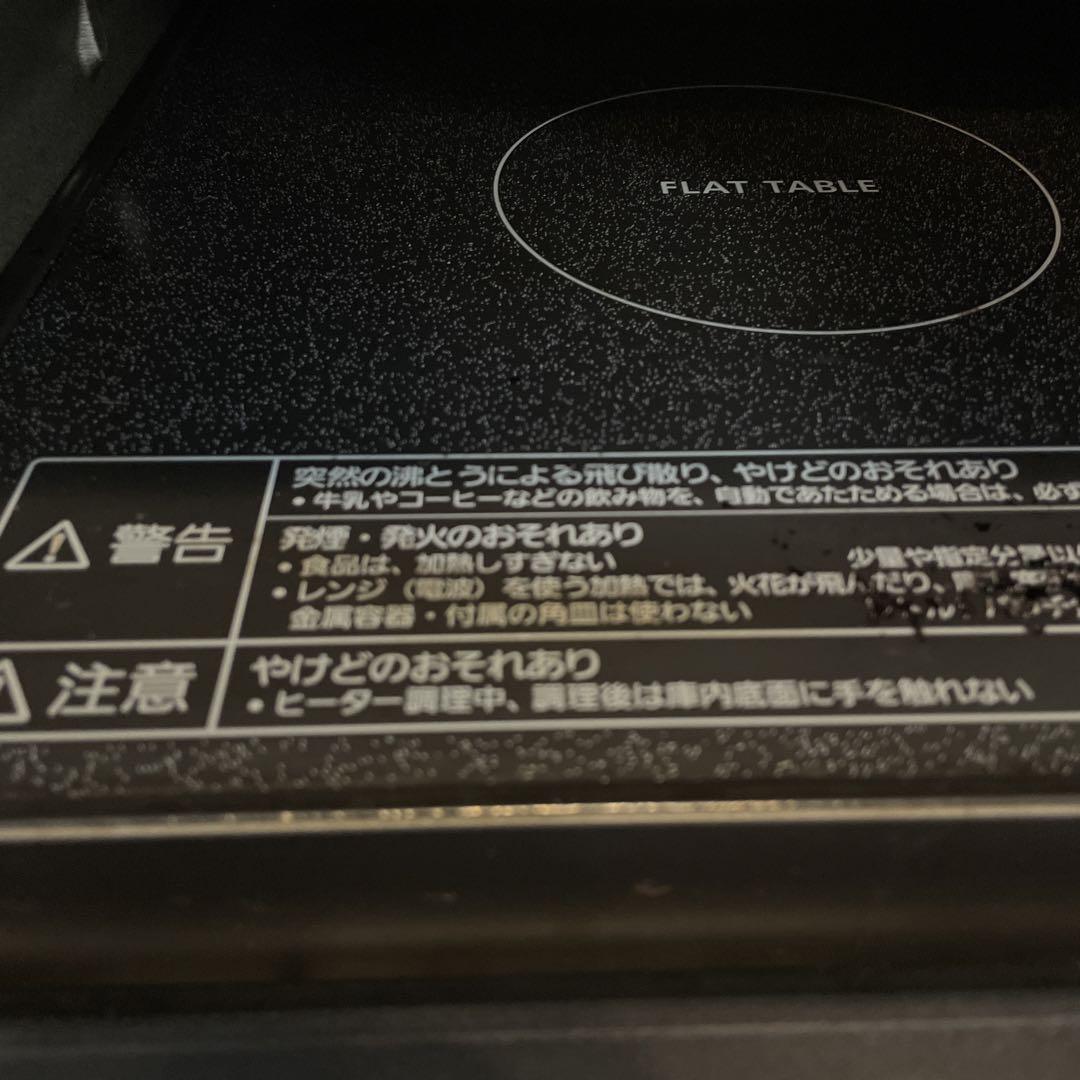 FLAT TABLE
警告
突然の沸とうによる飛び散り、やけどのおそれあり
・牛乳やコーヒーなどの飲み物を、自動であたためる場合は、必ず
発煙・発火のおそれあり
・食品は、加熱しすぎない 少量や指定分量以
・レンジ（電波）を使う加熱では、火花が飛んだり、
金属容器・付属の角皿は使わない
注意
やけどのおそれあり
・ヒーター調理中、調理後は庫内底面に手を触れない